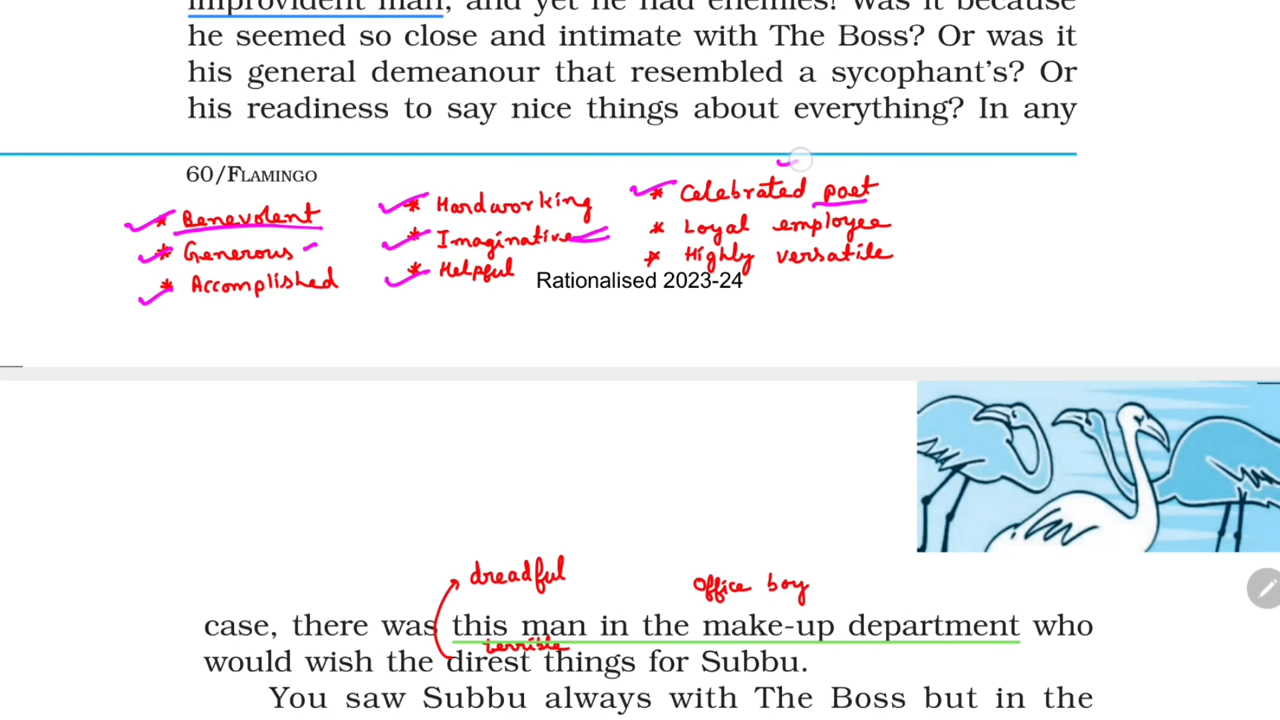 improvident man, and yet he had enemies! Was it because
he seemed so close and intimate with The Boss? Or was it
his general demeanour that resembled a sycophant's? Or
his readiness to say nice things about everything? In any
60/FLAMINGO
* Benevolent
* Generous
* Accomplished
* Hardworking
* Imaginative
* Helpful
* Celebrated poet
* Loyal employee
* Highly versatile
Rationalised 2023-24
dreadful
Office boy
case, there was this man in the make-up department who
terrible
would wish the direst things for Subbu.
You saw Subbu always with The Boss but in the